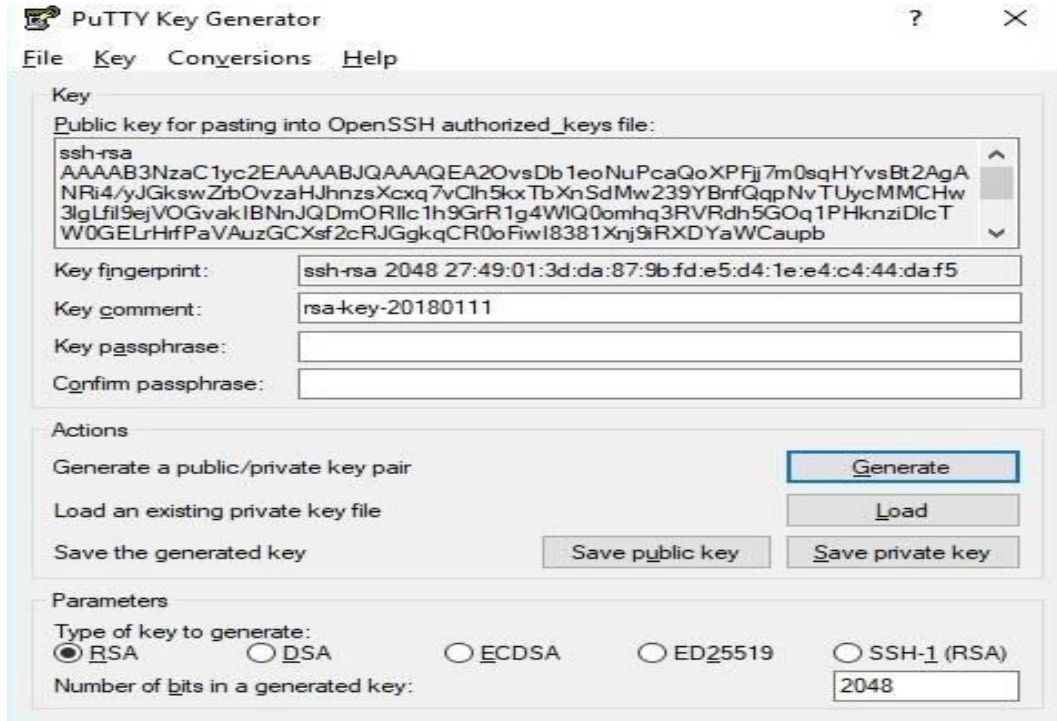 PuTTY Key Generator
? ×
File Key Conversions Help
Key
Public key for pasting into OpenSSH authorized_keys file:
ssh-rsa
AAAAB3NzaC1yc2EAAAABJQAAAQEA2OvsDb1eoNuPcaQoXPFjj7m0sqHYvsBt2AgA
NRi4/yJGkswZrbOvzaHJhnzsXcxq7vClh5kxTbXnSdMw239YBnfQqpNvTUycMMCHw
3lgLfil9ejVOGvaklBNnJQDmORIlc1h9GrR1g4WlQ0omhq3RVRdh5GOq1PHknziDlcT
W0GELrHrfPaVAuzGCXsf2cRJGgkqCR0oFiwI8381Xnj9iRXDYaWCaupb
Key fingerprint: ssh-rsa 2048 27:49:01:3d:da:87:9b:fd:e5:d4:1e:e4:c4:44:da:f5
Key comment: rsa-key-20180111
Key passphrase:
Confirm passphrase:
Actions
Generate a public/private key pair Generate
Load an existing private key file Load
Save the generated key Save public key Save private key
Parameters
Type of key to generate:
RSA DSA ECDSA ED25519 SSH-1 (RSA)
Number of bits in a generated key: 2048